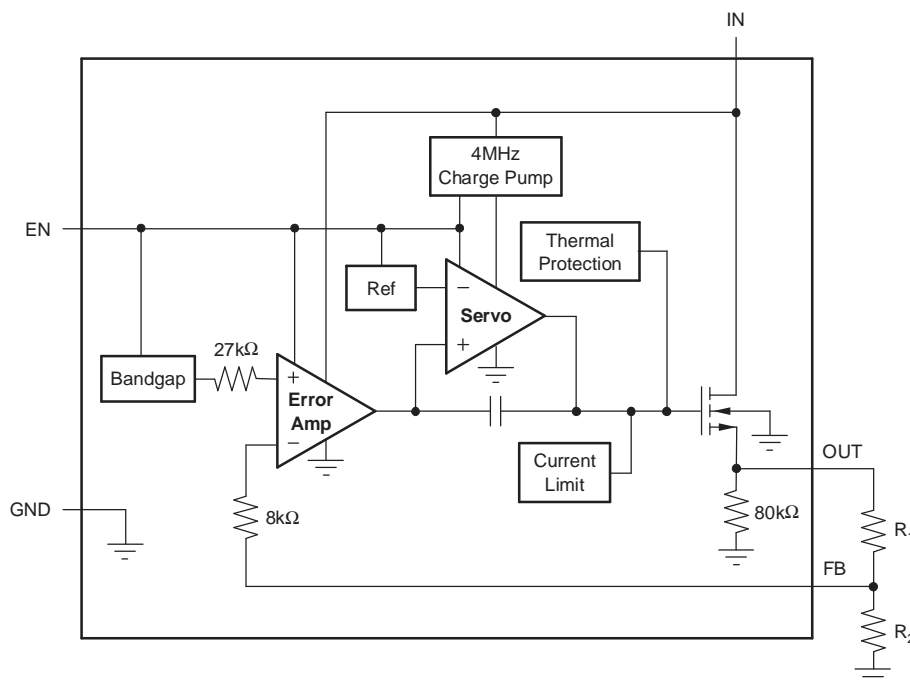 IN
4MHz
Charge Pump
EN
Thermal
Protection
Ref
−
Servo
+
27kΩ
Bandgap
+
Error
Amp
−
Current
Limit
OUT
GND
8kΩ
80kΩ
R
FB
R2